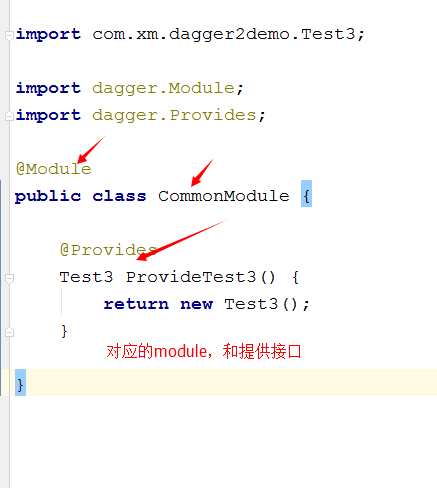 import com.xm.dagger2demo.Test3;
import dagger.Module;
import dagger.Provides;
@Module
public class CommonModule {
@Provides
Test3 ProvideTest3() {
return new Test3();
}
对应的module，和提供接口
}